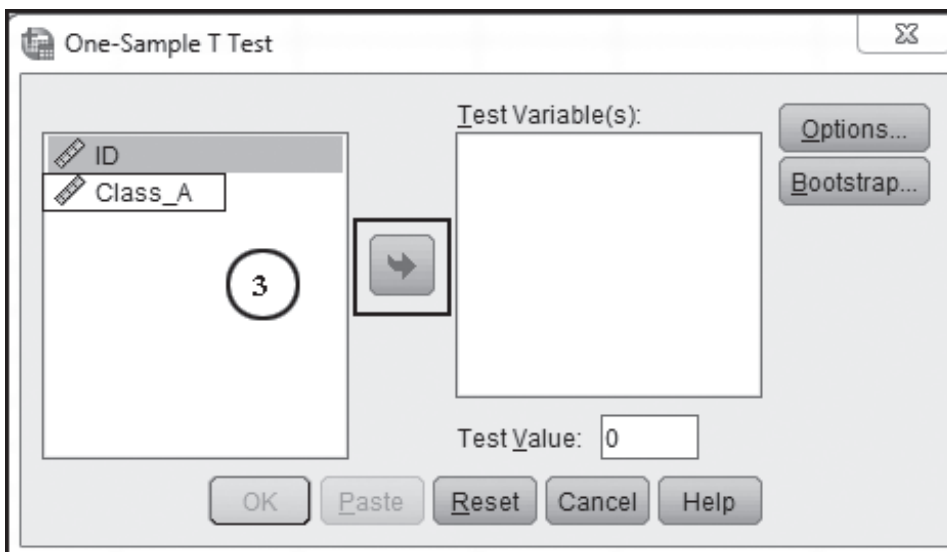 One-Sample T Test
ID
Class_A
3
Test Variable(s):
Options...
Bootstrap...
Test Value: 0
OK Paste Reset Cancel Help